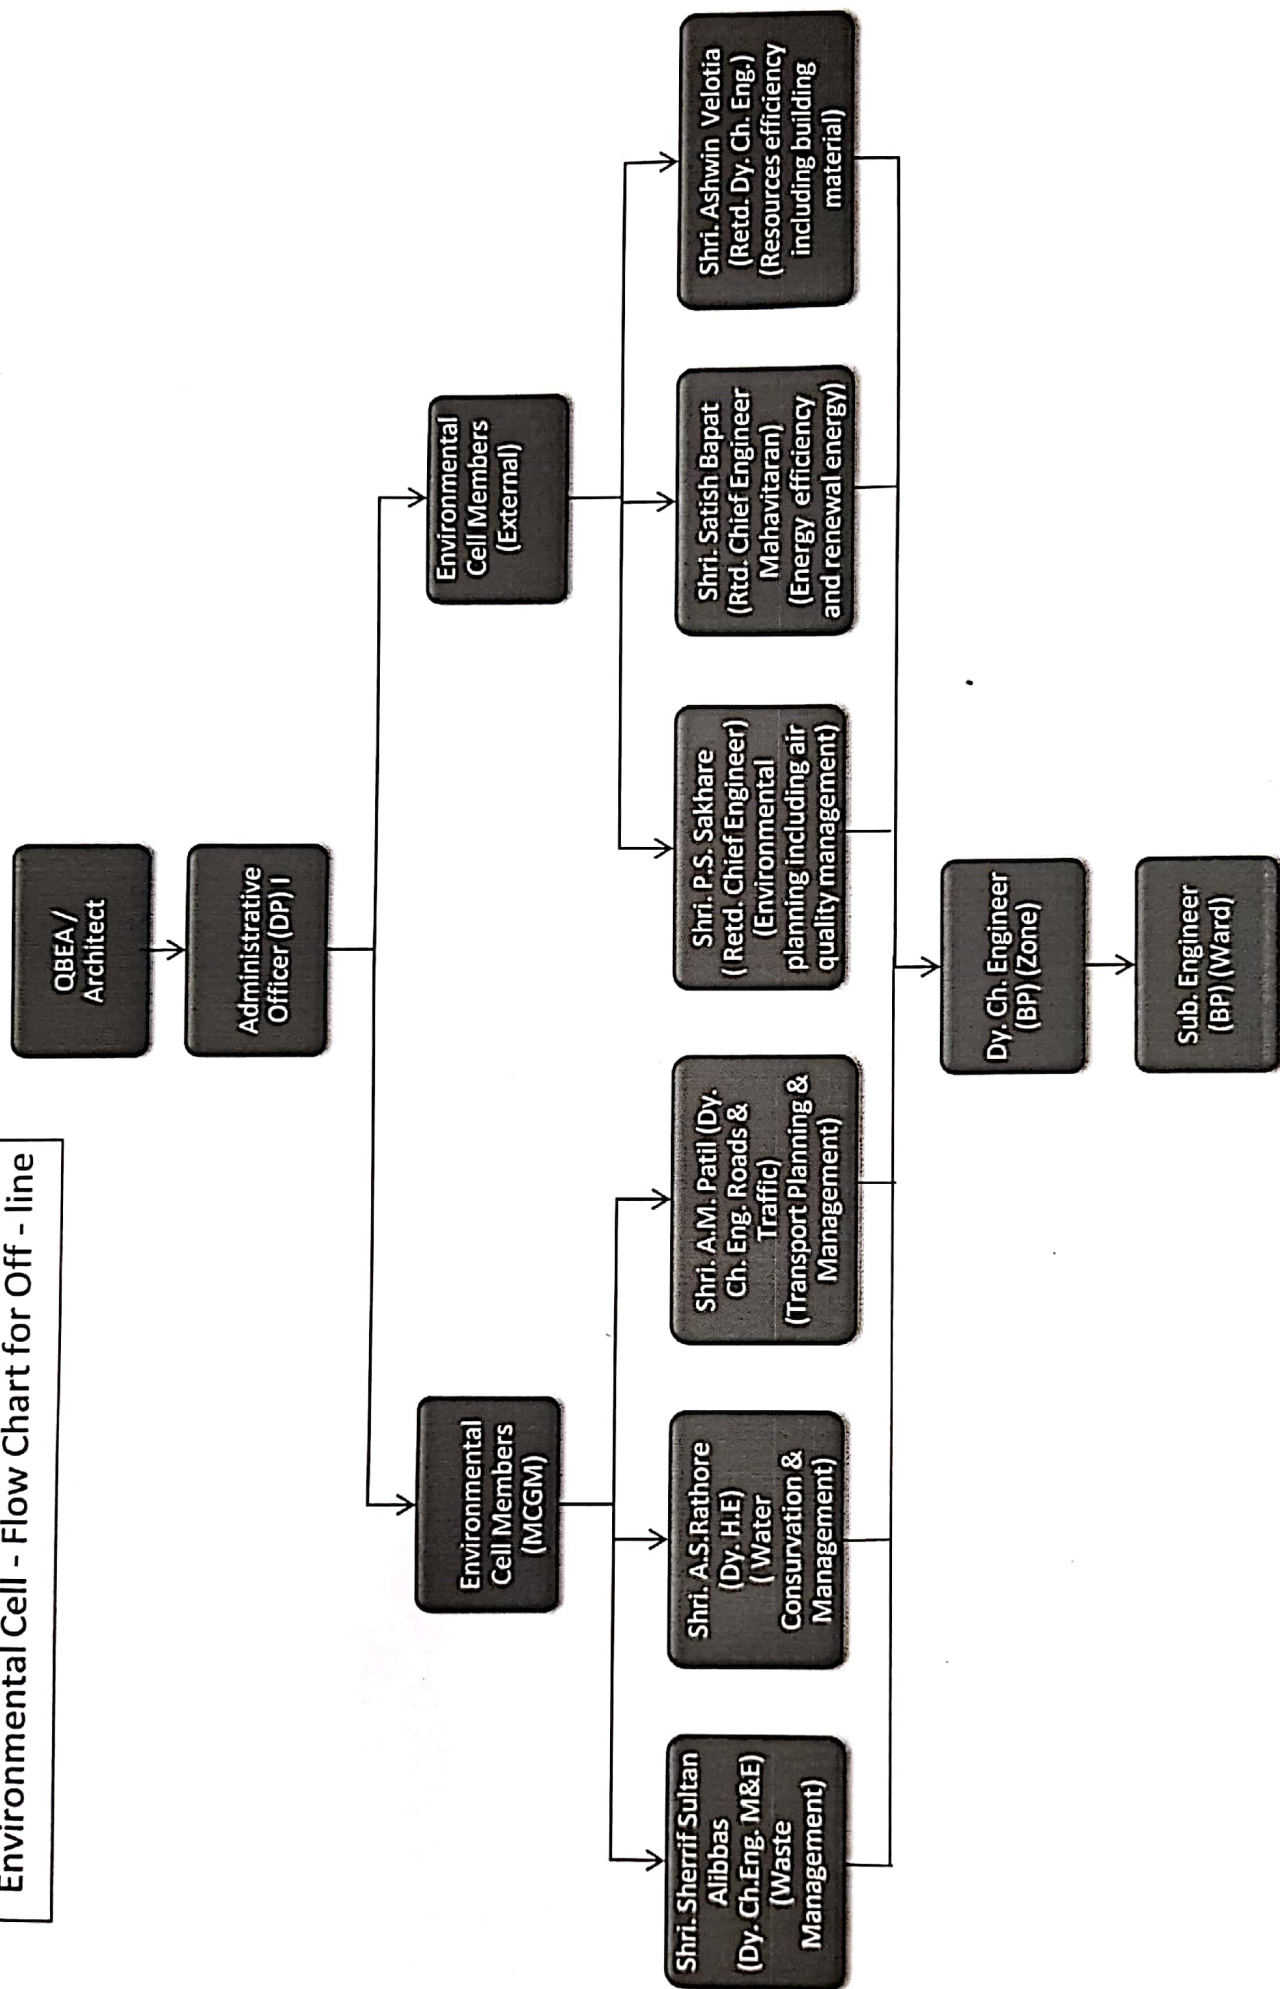 Environmental Cell - Flow Chart for Off - line
QBEA/
Architect
Administrative
Officer (DP) I
Environmental
Cell Members
(MCGM)
Environmental
Cell Members
(External)
Shri. Sherrif Sultan
Alibbas
(Dy. Ch.Eng. M&E)
(Waste
Management)
Shri. A.S.Rathore
(Dy. H.E)
( Water
Consurvation &
Management)
Shri. A.M. Patil (Dy.
Ch. Eng. Roads &
Traffic)
(Transport Planning &
Management)
Shri. P.S. Sakhare
(Retd. Chief Engineer)
(Environmental
planning including air
quality management)
Shri. Satish Bapat
(Rtd. Chief Engineer
Mahavitaran)
(Energy efficiency
and renewal energy)
Shri. Ashwin Velotia
(Retd. Dy. Ch. Eng.)
(Resources efficiency
including building
material)
Dy. Ch. Engineer
(BP) (Zone)
Sub. Engineer
(BP) (Ward)